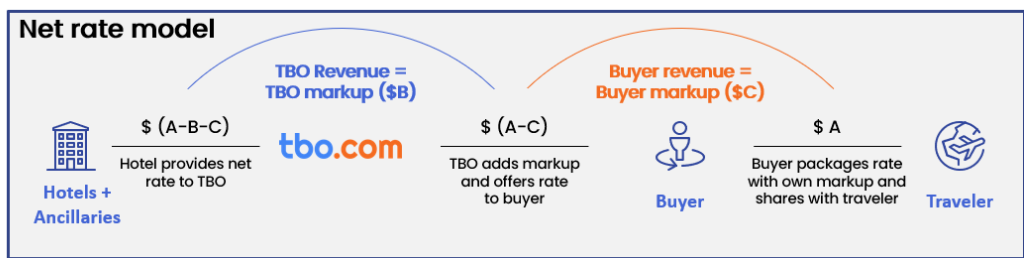 Net rate model
TBO Revenue =
TBO markup ($B)
Buyer revenue =
Buyer markup ($C)
Hotels +
Ancillaries
$ (A-B-C)
Hotel provides net
rate to TBO
tbo.com
$ (A-C)
TBO adds markup
and offers rate
to buyer
Buyer
$ A
Buyer packages rate
with own markup and
shares with traveler
Traveler